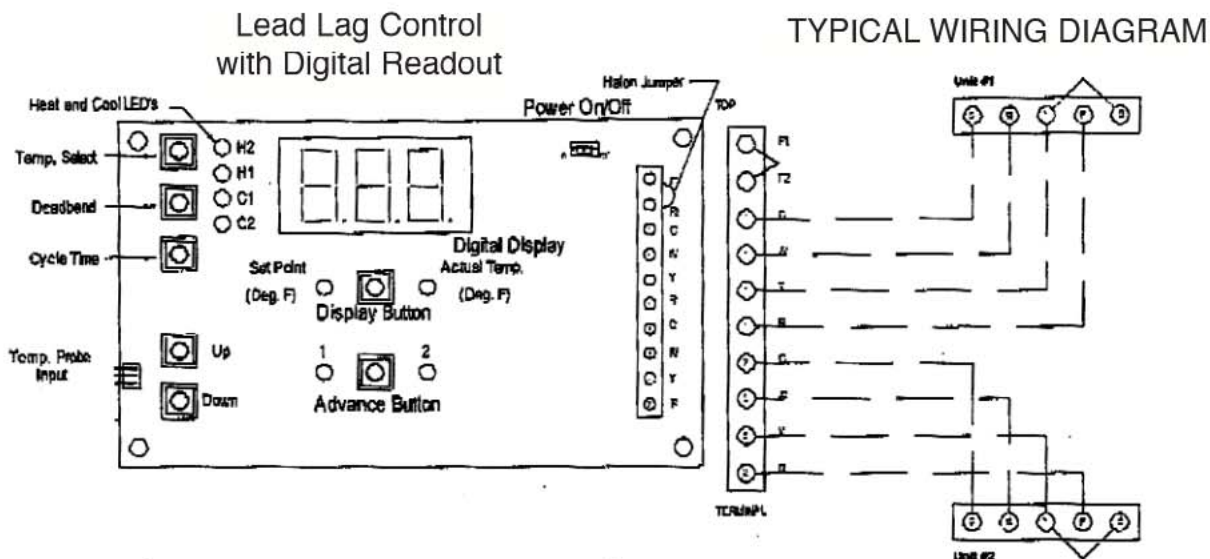 Lead Lag Control
with Digital Readout
TYPICAL WIRING DIAGRAM
Heat and Cool LED's
Halon Jumper
Power On/Off
TOP
Unit #1
Temp. Select
H2
H1
Deadband
C1
C2
Cycle Time
Digital Display
Set Point
(Deg. F)
Actual Temp.
(Deg. F)
Display Button
Temp. Probe
Input
Up
Down
1
2
Advance Button
C
Y
C
Y
F1
F2
TERMINAL
Unit #2